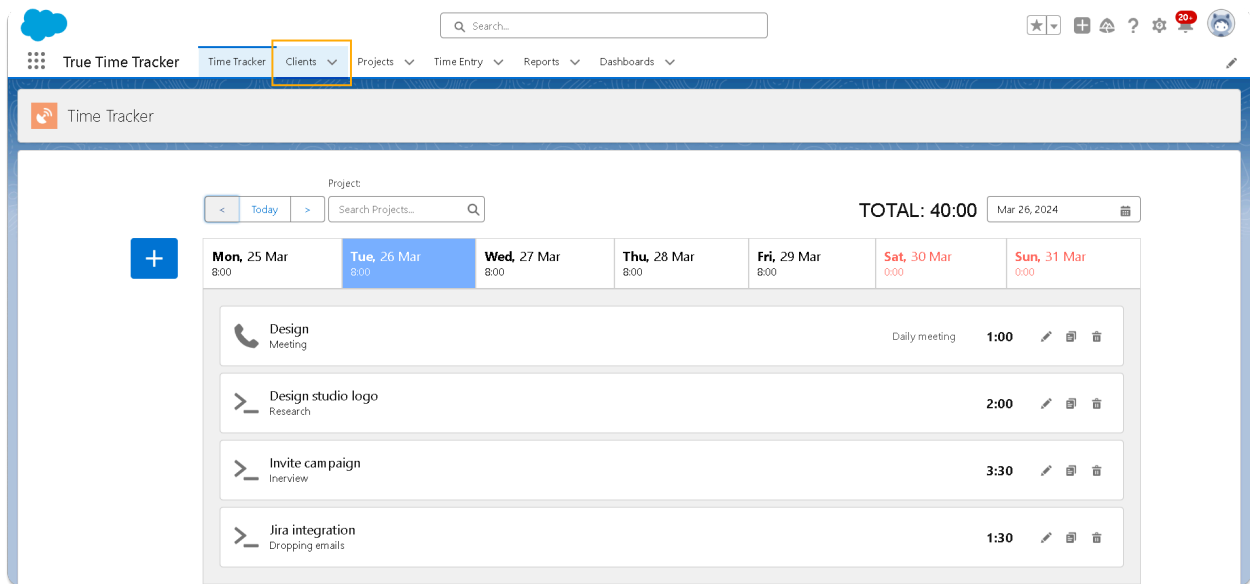 Search...
20+
True Time Tracker
Time Tracker Clients Projects Time Entry Reports Dashboards
Time Tracker
Project:
< Today > Search Projects... TOTAL: 40:00 Mar 26, 2024
+
Mon, 25 Mar Tue, 26 Mar Wed, 27 Mar Thu, 28 Mar Fri, 29 Mar Sat, 30 Mar Sun, 31 Mar
8:00 8:00 8:00 8:00 8:00 0:00 0:00
Design
Meeting
Daily meeting 1:00
Design studio logo
Research
2:00
Invite campaign
Inerview
3:30
Jira integration
Dropping emails
1:30